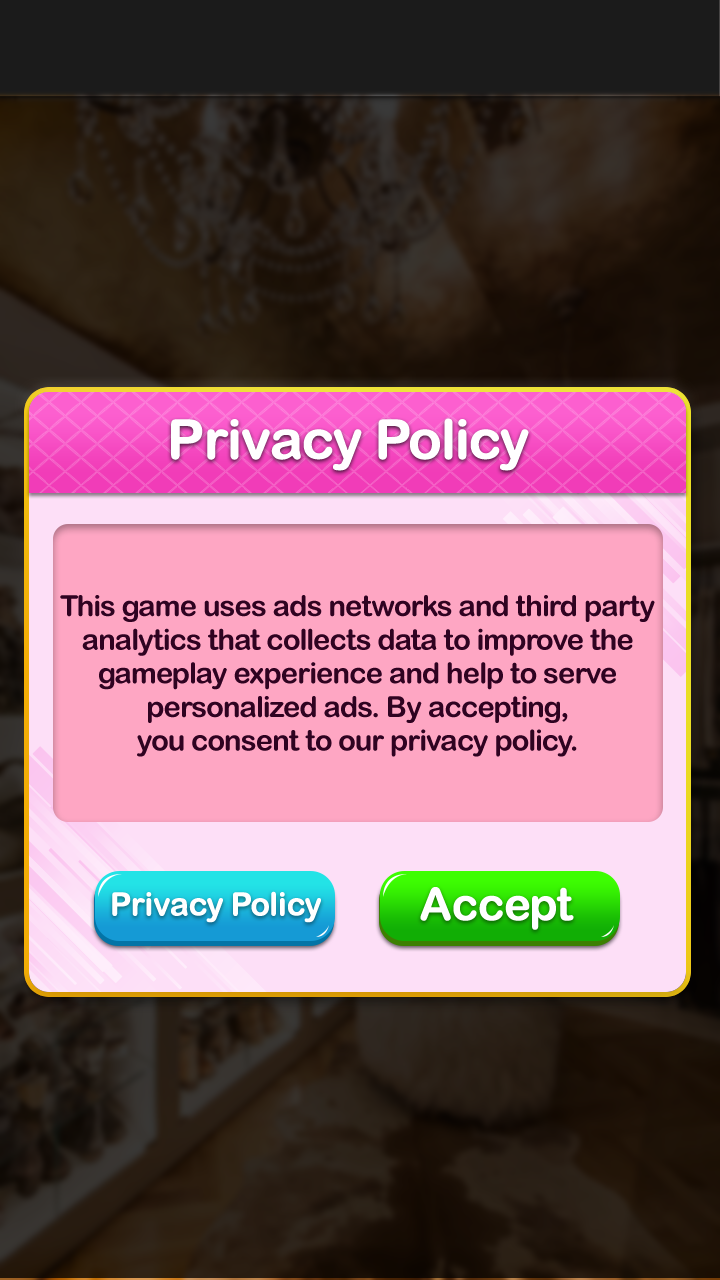 Privacy Policy
This game uses ads networks and third party
analytics that collects data to improve the
gameplay experience and help to serve
personalized ads. By accepting,
you consent to our privacy policy.
Privacy Policy
Accept